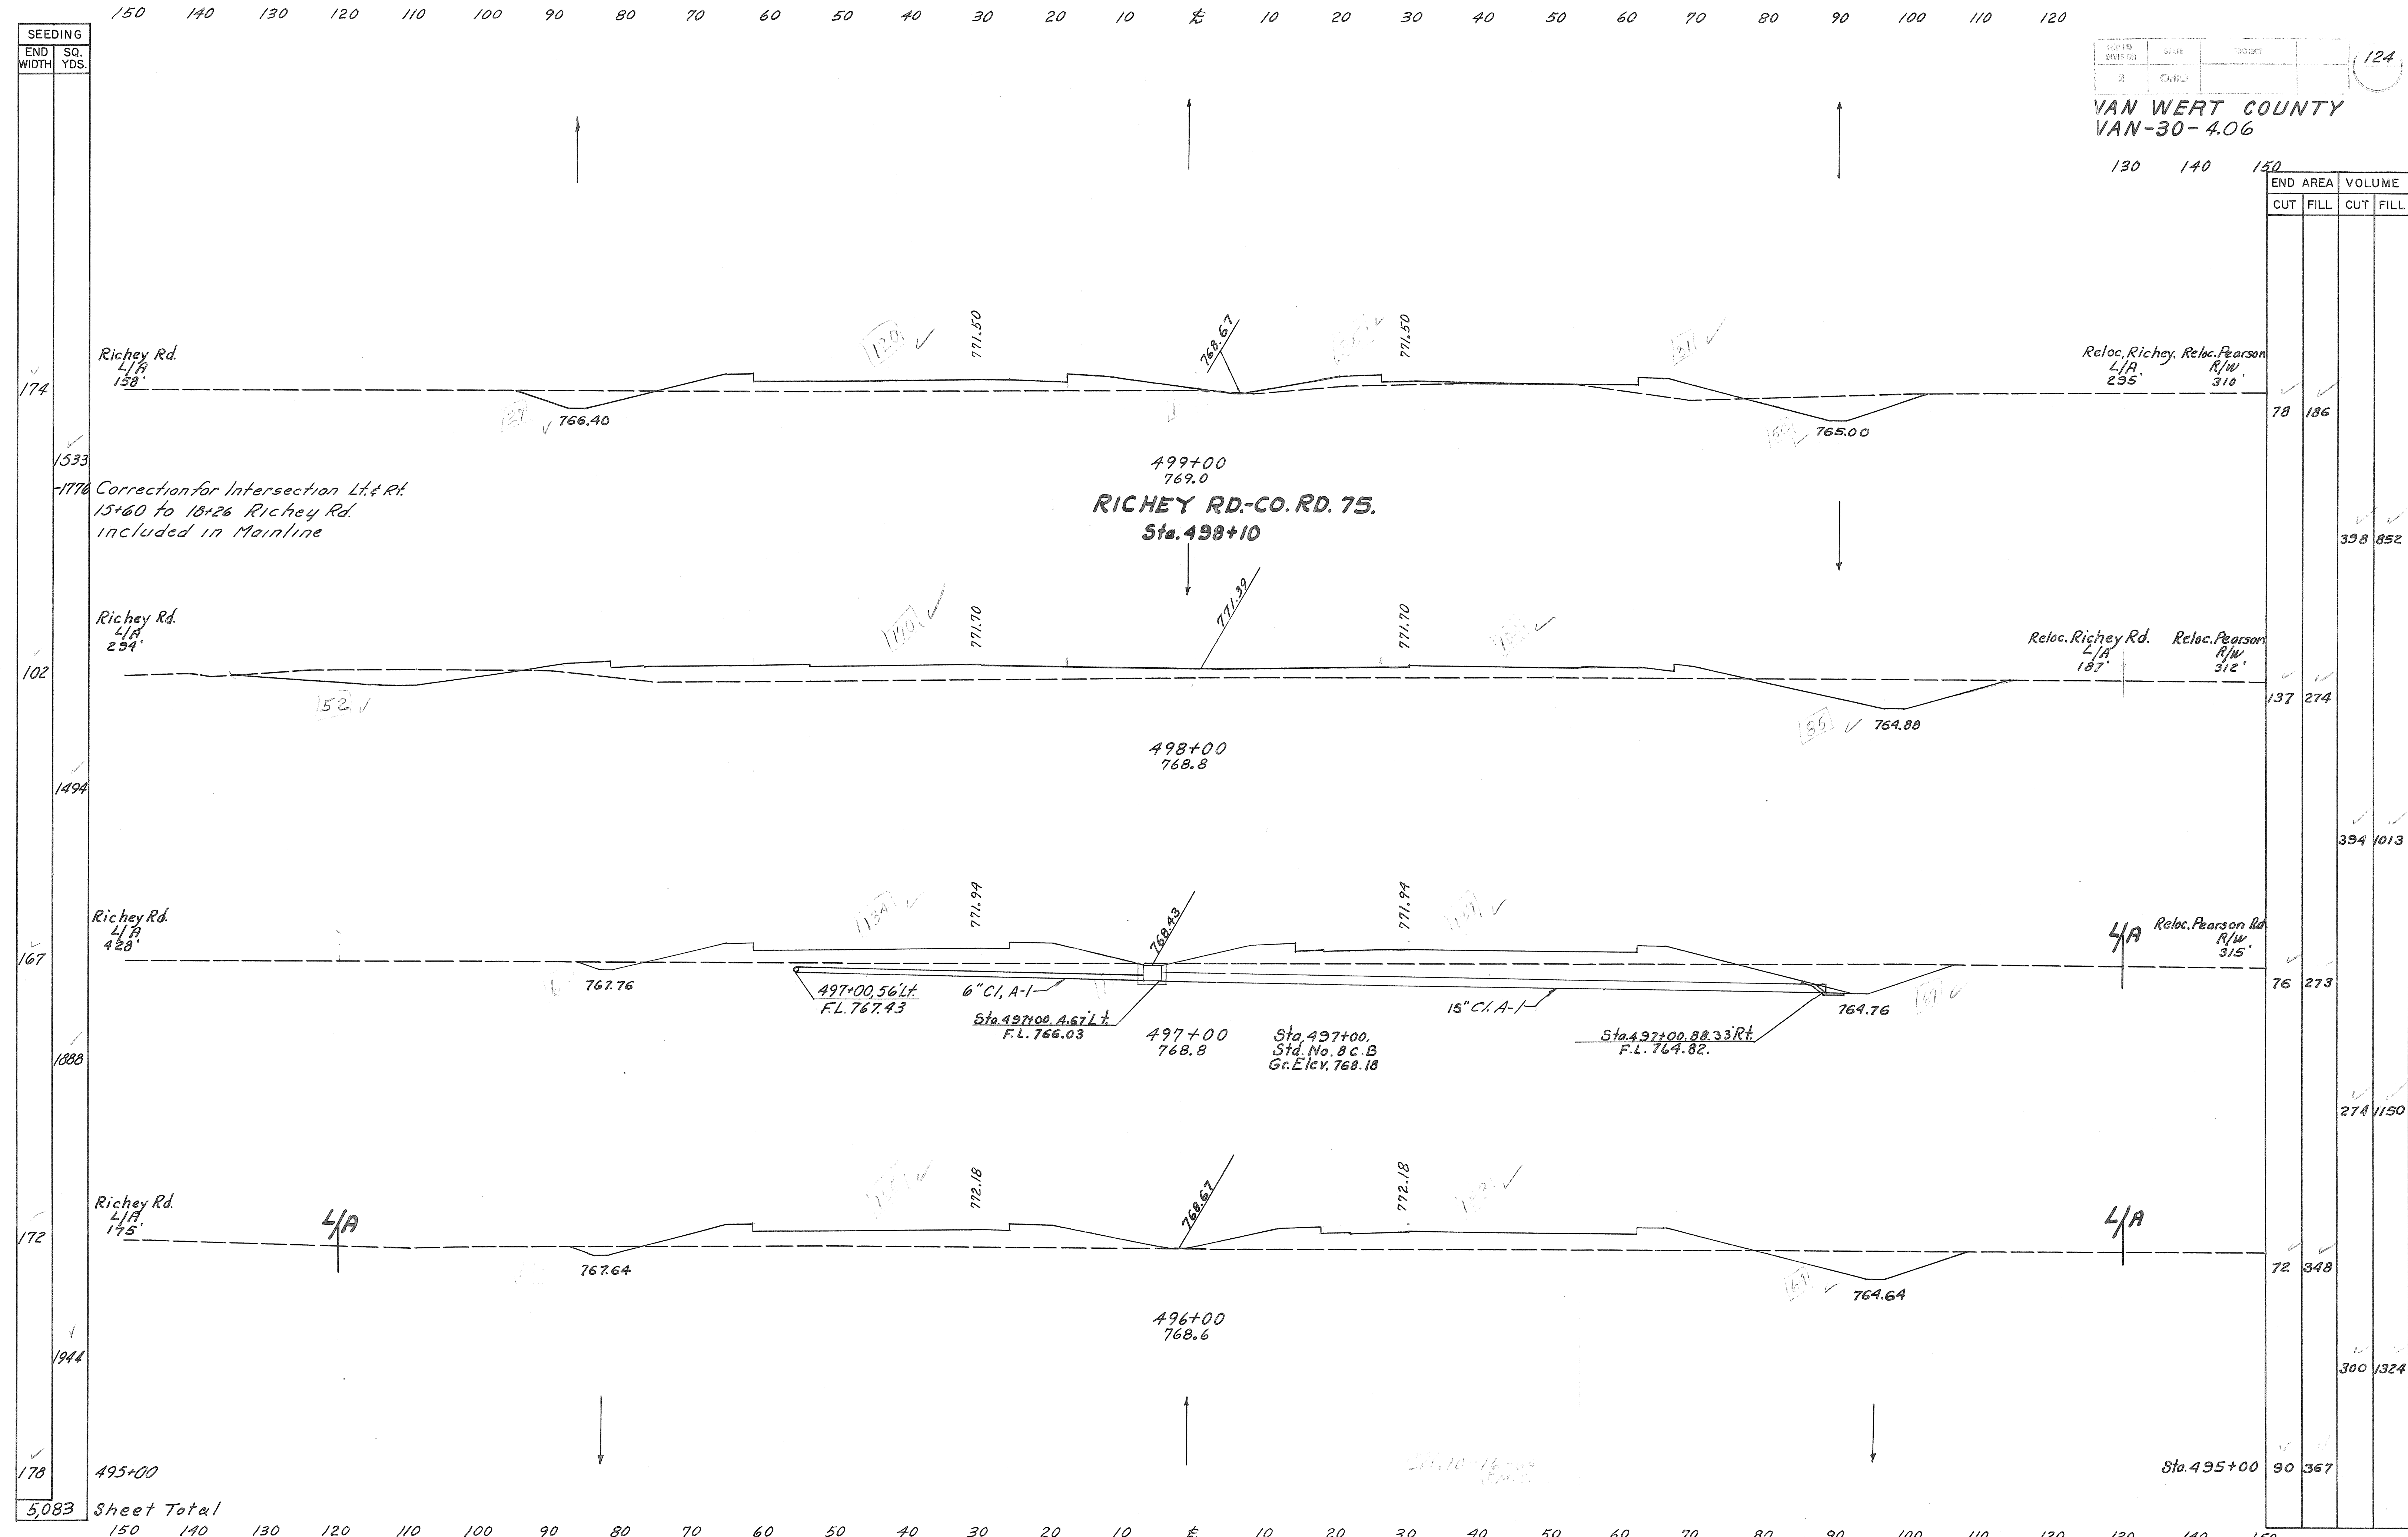 150 140 130 120 110 100 90 80 70 60 50 40 30 20 10 ℄ 10 20 30 40 50 60 70 80 90 100 110 120
SEEDING
END WIDTH
SQ. YDS.
2
124
VAN WERT COUNTY
VAN-30-4.06
130 140 150
END AREA VOLUME
CUT FILL CUT FILL
Richey Rd.
L/A
158'
771.50
768.67
771.50
Reloc. Richey. Reloc. Pearson
L/A R/W
295' 310'
174
766.40
765.00
78 186
499+00
769.0
1533
-1776 Correction for Intersection Lt. & Rt.
15+60 to 18+26 Richey Rd.
included in Mainline
RICHEY RD.-CO. RD. 75.
Sta. 498+10
398 852
Richey Rd.
L/A
294'
771.70
771.39
771.70
Reloc. Richey Rd. Reloc. Pearson
L/A R/W
187' 312'
102
52
85
764.88
137 274
498+00
768.8
1494
394 1013
Richey Rd.
L/A
428'
771.94
768.43
771.94
L/A
Reloc. Pearson Rd
R/W
315'
167
767.76
497+00, 56' Lt.
F.L. 767.43
6" Cl, A-1
Sta. 497+00, 4.67' Lt.
F.L. 766.03
497+00
768.8
Sta. 497+00.
Std. No. 8 C.B
Gr. Elev. 768.18
15" Cl. A-1
Sta. 497+00, 88.33' Rt.
F.L. 764.82.
764.76
76 273
1888
274 1150
Richey Rd.
L/A
175'
L/A
772.18
768.67
772.18
L/A
172
767.64
764.64
72 348
496+00
768.6
1944
300 1324
178 495+00
Sta. 495+00 90 367
5,083 Sheet Total
150 140 130 120 110 100 90 80 70 60 50 40 30 20 10 ℄ 10 20 30 40 50 60 70 80 90 100 110 120 130 140 150